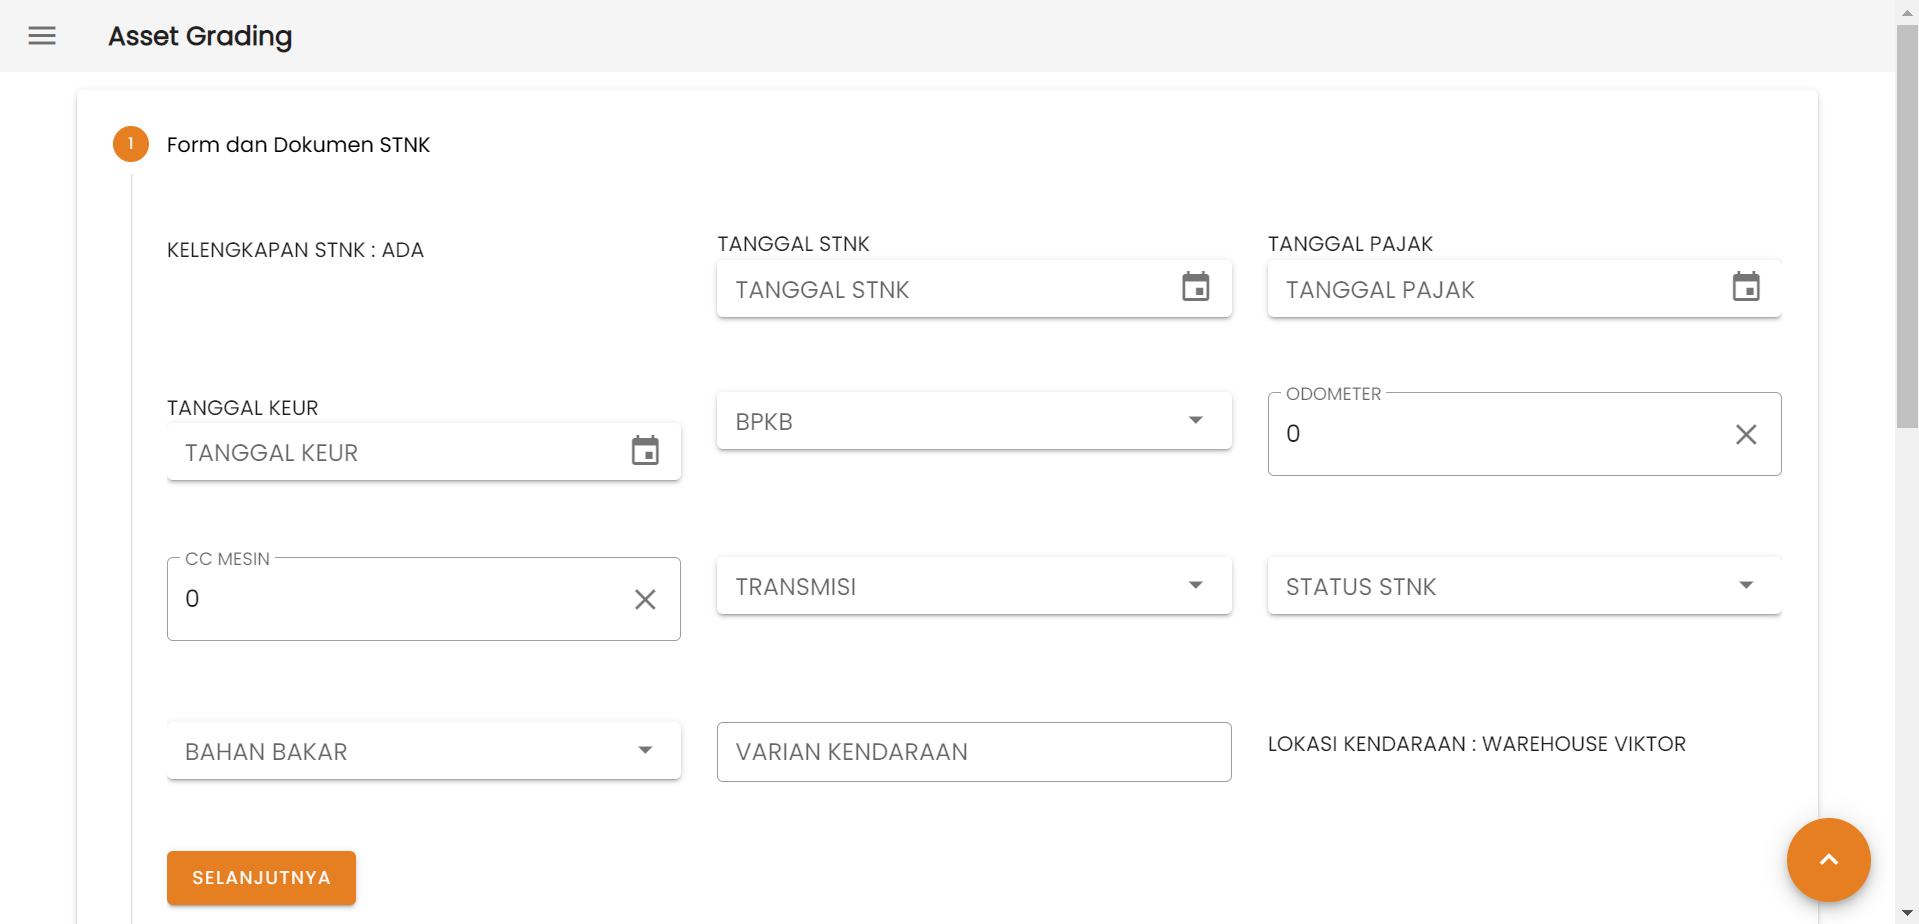 Asset Grading
1 Form dan Dokumen STNK
KELENGKAPAN STNK : ADA
TANGGAL STNK
TANGGAL STNK
TANGGAL PAJAK
TANGGAL PAJAK
TANGGAL KEUR
TANGGAL KEUR
BPKB
ODOMETER
0
CC MESIN
0
TRANSMISI
STATUS STNK
BAHAN BAKAR
VARIAN KENDARAAN
LOKASI KENDARAAN : WAREHOUSE VIKTOR
SELANJUTNYA